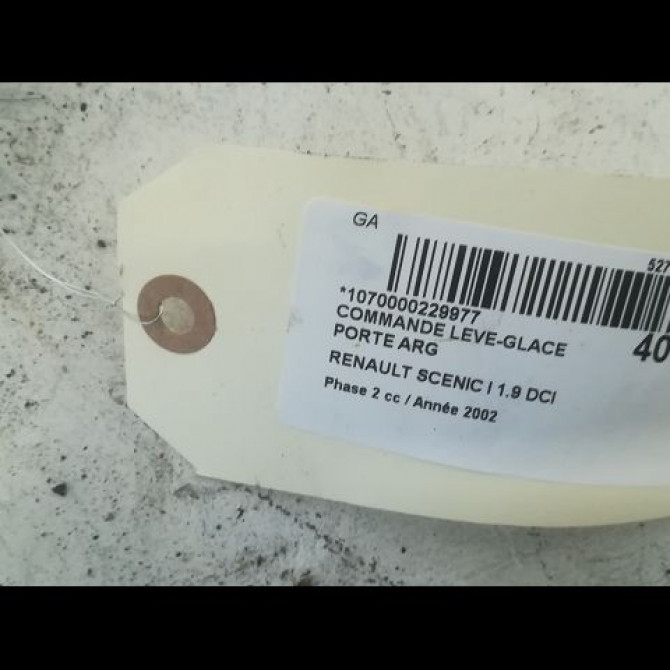 GA
527
*1070000229977
COMMANDE LEVE-GLACE
PORTE ARG
40
RENAULT SCENIC I 1.9 DCI
Phase 2 cc / Année 2002